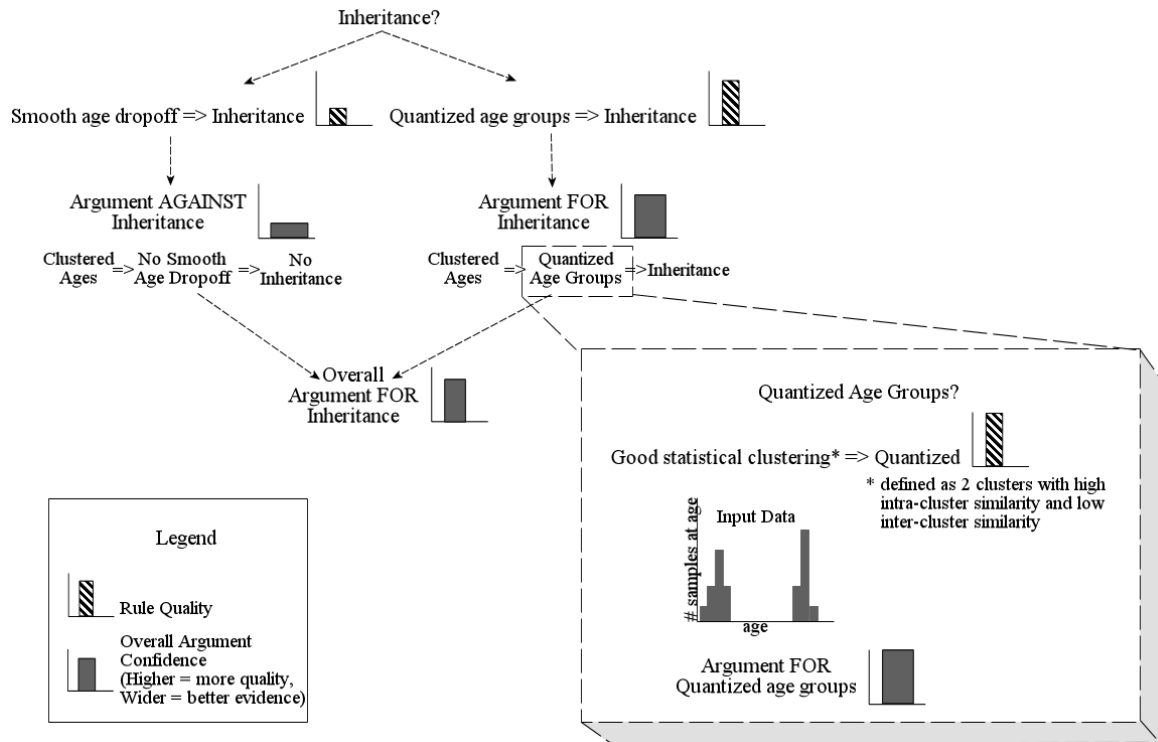 Inheritance?
Smooth age dropoff => Inheritance
Quantized age groups => Inheritance
Argument AGAINST
Inheritance
Argument FOR
Inheritance
Clustered
Ages
=>
No Smooth
Age Dropoff
=>
No
Inheritance
Clustered
Ages
=>
Quantized
Age Groups
=>
Inheritance
Overall
Argument FOR
Inheritance
Quantized Age Groups?
Good statistical clustering* => Quantized
* defined as 2 clusters with high
intra-cluster similarity and low
inter-cluster similarity
Input Data
# samples at age
age
Argument FOR
Quantized age groups
Legend
Rule Quality
Overall Argument
Confidence
(Higher = more quality,
Wider = better evidence)